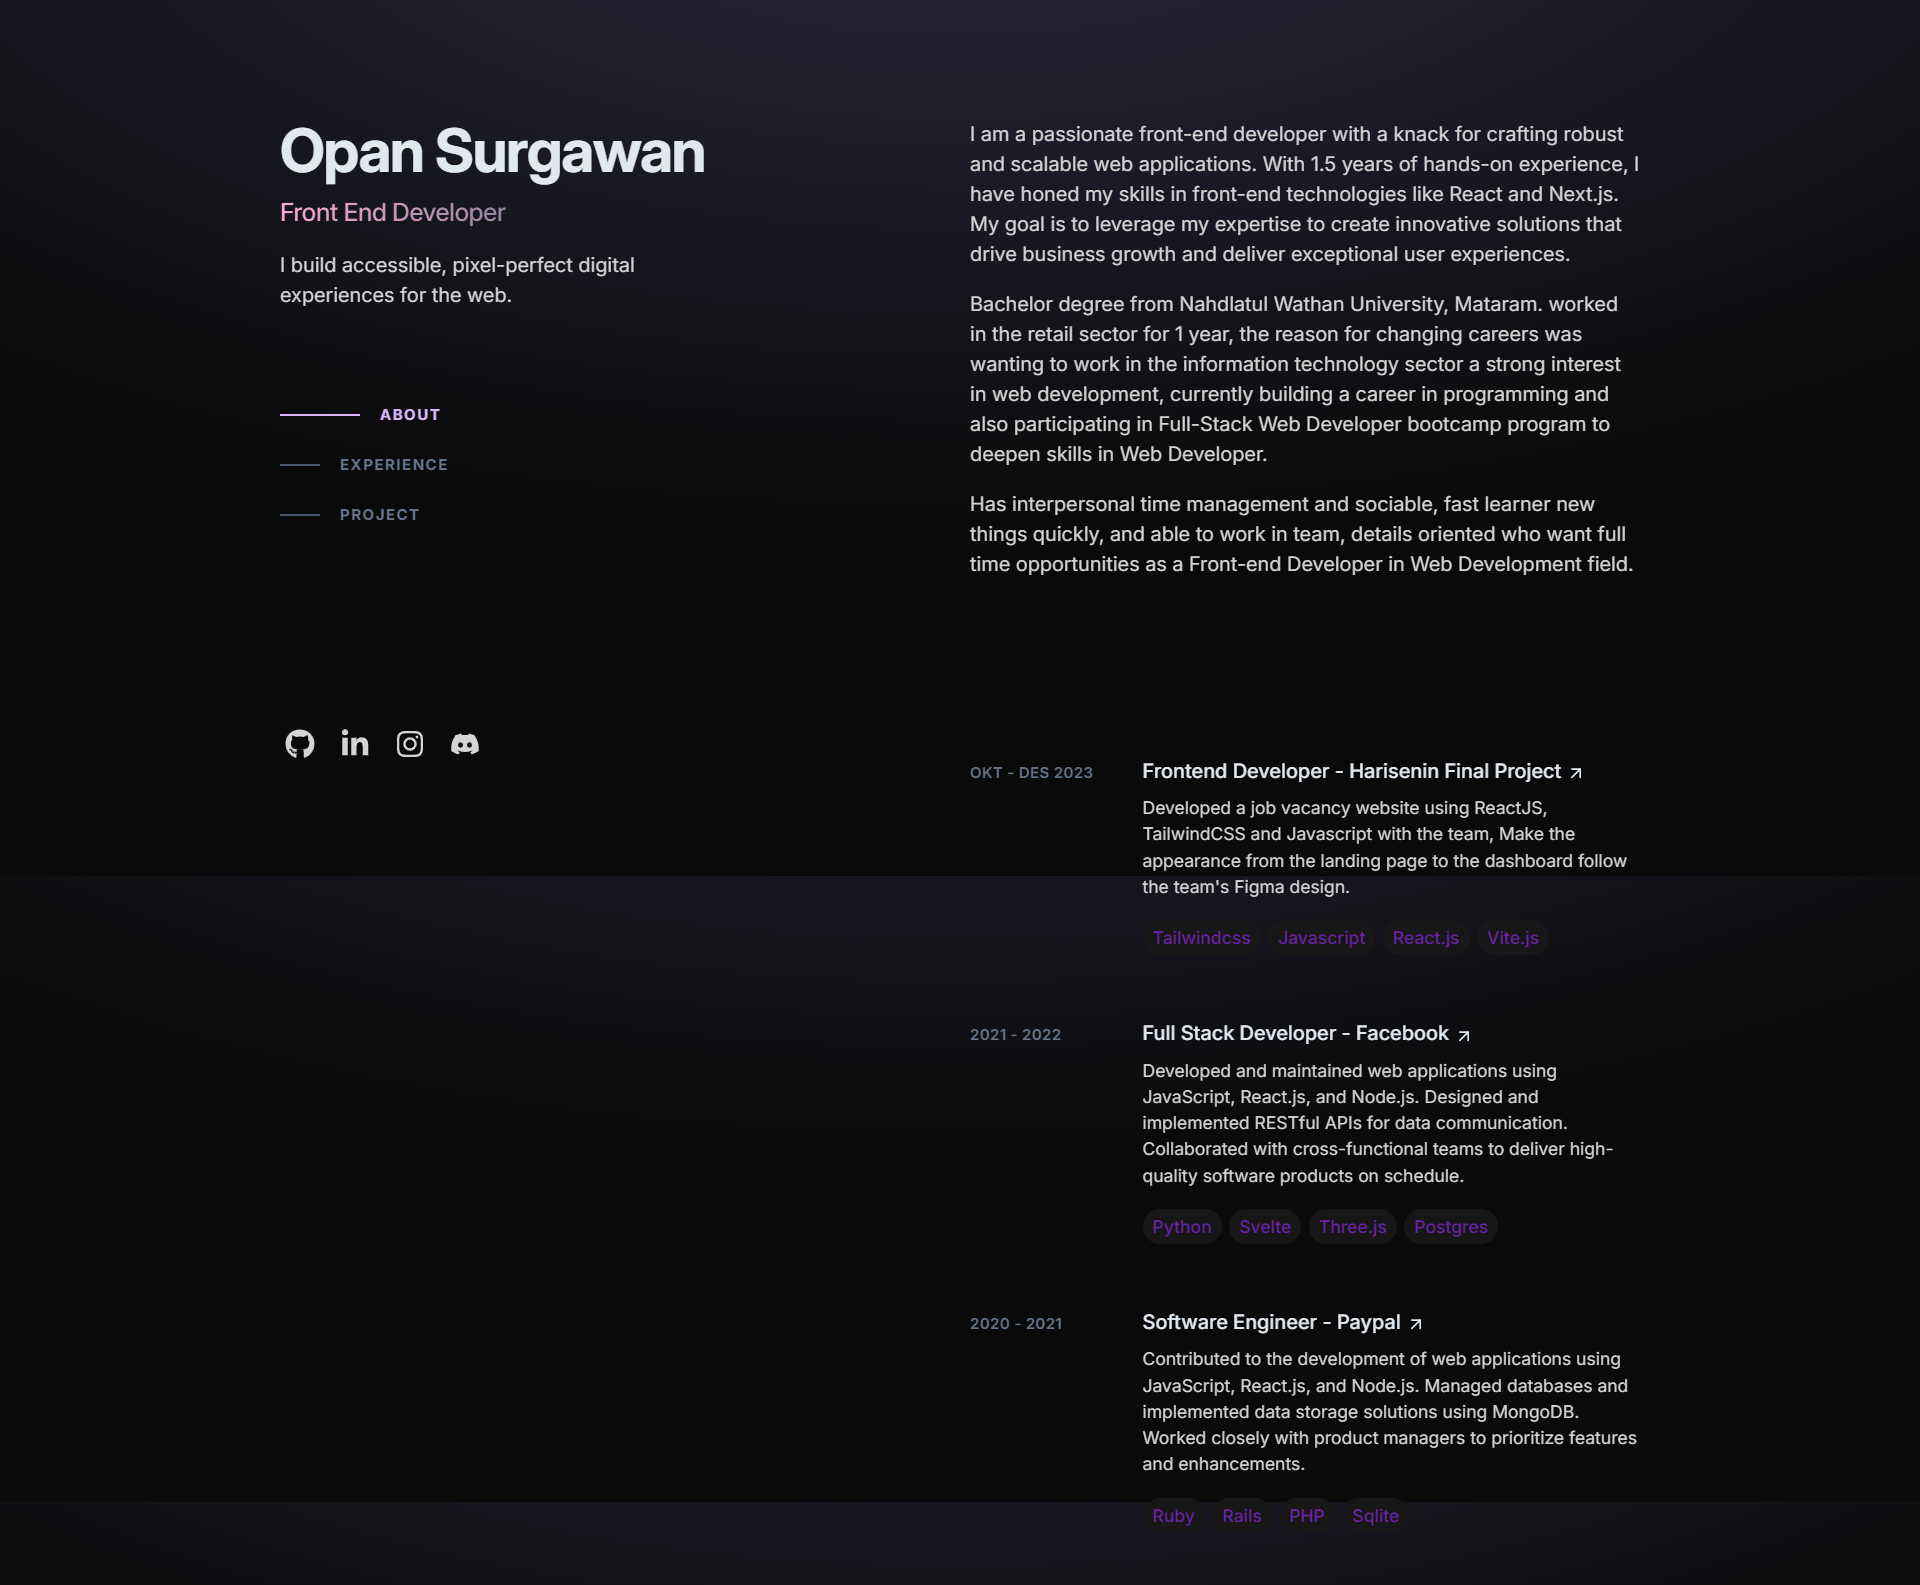 Opan Surgawan
Front End Developer
I build accessible, pixel-perfect digital
experiences for the web.
ABOUT
EXPERIENCE
PROJECT
I am a passionate front-end developer with a knack for crafting robust
and scalable web applications. With 1.5 years of hands-on experience, I
have honed my skills in front-end technologies like React and Next.js.
My goal is to leverage my expertise to create innovative solutions that
drive business growth and deliver exceptional user experiences.
Bachelor degree from Nahdlatul Wathan University, Mataram. worked
in the retail sector for 1 year, the reason for changing careers was
wanting to work in the information technology sector a strong interest
in web development, currently building a career in programming and
also participating in Full-Stack Web Developer bootcamp program to
deepen skills in Web Developer.
Has interpersonal time management and sociable, fast learner new
things quickly, and able to work in team, details oriented who want full
time opportunities as a Front-end Developer in Web Development field.
OKT - DES 2023
Frontend Developer - Harisenin Final Project
Developed a job vacancy website using ReactJS,
TailwindCSS and Javascript with the team, Make the
appearance from the landing page to the dashboard follow
the team's Figma design.
Tailwindcss Javascript React.js Vite.js
2021 - 2022
Full Stack Developer - Facebook
Developed and maintained web applications using
JavaScript, React.js, and Node.js. Designed and
implemented RESTful APIs for data communication.
Collaborated with cross-functional teams to deliver high-
quality software products on schedule.
Python Svelte Three.js Postgres
2020 - 2021
Software Engineer - Paypal
Contributed to the development of web applications using
JavaScript, React.js, and Node.js. Managed databases and
implemented data storage solutions using MongoDB.
Worked closely with product managers to prioritize features
and enhancements.
Ruby Rails PHP Sqlite